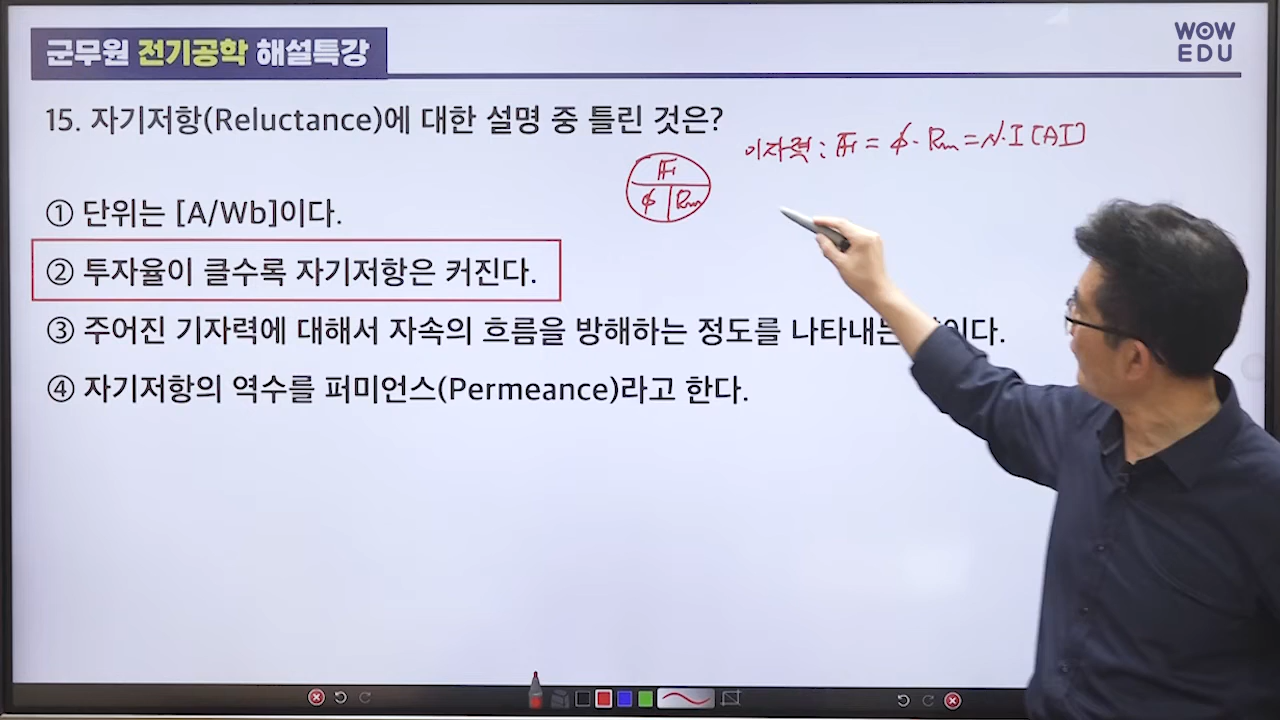 군무원 전기공학 해설특강
WOW
EDU
15. 자기저항(Reluctance)에 대한 설명 중 틀린 것은?
기자력 : Fm = φ · Rm = N·I [AT]
Fm
φ Rm
① 단위는 [A/Wb]이다.
② 투자율이 클수록 자기저항은 커진다.
③ 주어진 기자력에 대해서 자속의 흐름을 방해하는 정도를 나타내는 이다.
④ 자기저항의 역수를 퍼미언스(Permeance)라고 한다.